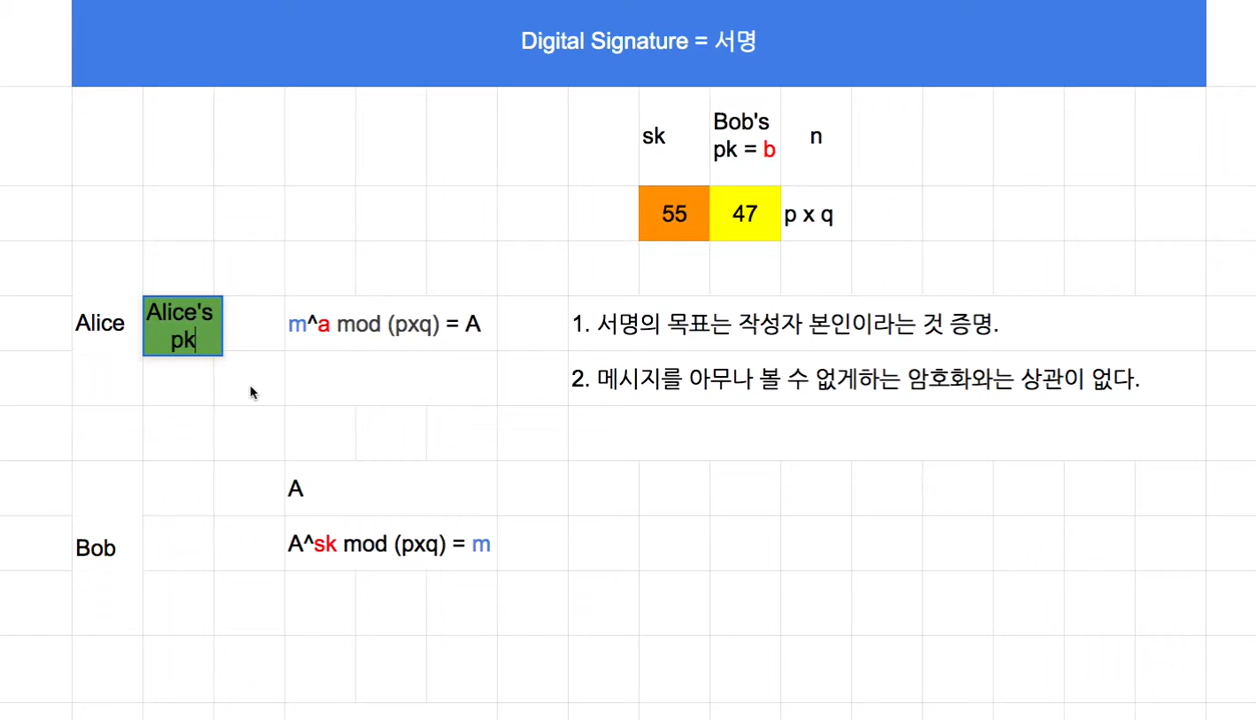 Digital Signature = 서명
sk
Bob's
pk = b
n
55
47
p x q
Alice
Alice's
pk
m^a mod (pxq) = A
1. 서명의 목표는 작성자 본인이라는 것 증명.
2. 메시지를 아무나 볼 수 없게하는 암호화와는 상관이 없다.
A
Bob
A^sk mod (pxq) = m